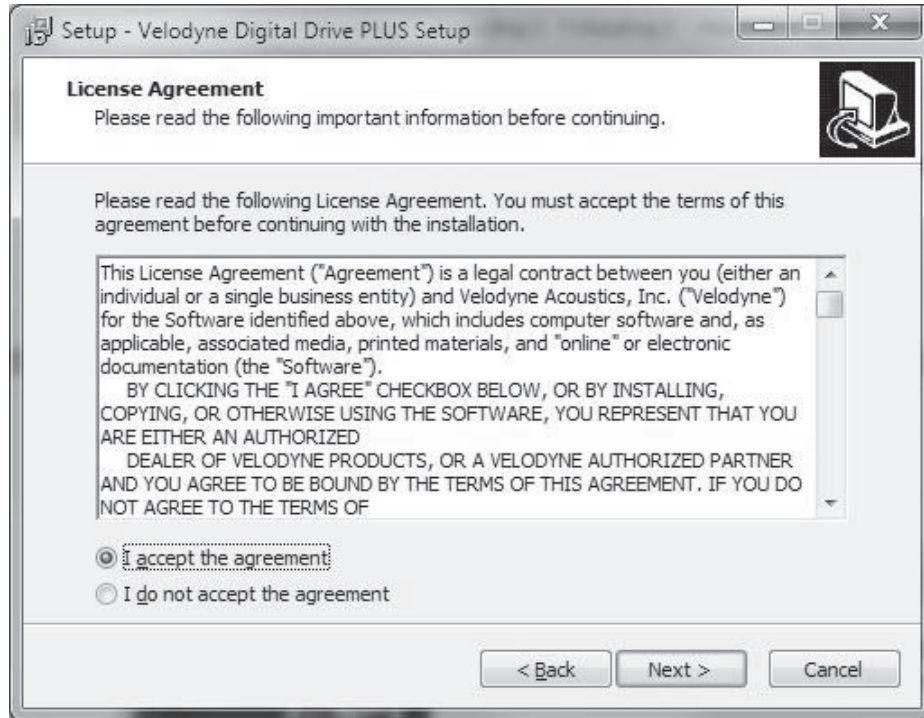 Setup - Velodyne Digital Drive PLUS Setup
License Agreement
Please read the following important information before continuing.
Please read the following License Agreement. You must accept the terms of this
agreement before continuing with the installation.
This License Agreement ("Agreement") is a legal contract between you (either an
individual or a single business entity) and Velodyne Acoustics, Inc. ("Velodyne")
for the Software identified above, which includes computer software and, as
applicable, associated media, printed materials, and "online" or electronic
documentation (the "Software").
BY CLICKING THE "I AGREE" CHECKBOX BELOW, OR BY INSTALLING,
COPYING, OR OTHERWISE USING THE SOFTWARE, YOU REPRESENT THAT YOU
ARE EITHER AN AUTHORIZED
DEALER OF VELODYNE PRODUCTS, OR A VELODYNE AUTHORIZED PARTNER
AND YOU AGREE TO BE BOUND BY THE TERMS OF THIS AGREEMENT. IF YOU DO
NOT AGREE TO THE TERMS OF
I accept the agreement
I do not accept the agreement
< Back
Next >
Cancel